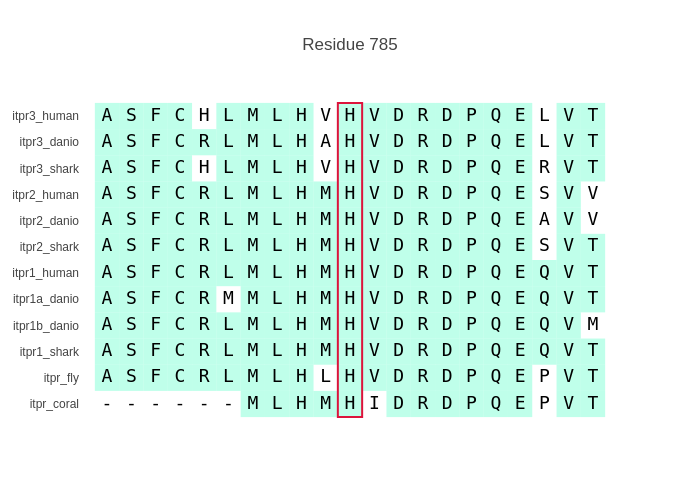 Residue 785
itpr3_human A S F C H L M L H V H V D R D P Q E L V T
itpr3_danio A S F C R L M L H A H V D R D P Q E L V T
itpr3_shark A S F C H L M L H V H V D R D P Q E R V T
itpr2_human A S F C R L M L H M H V D R D P Q E S V V
itpr2_danio A S F C R L M L H M H V D R D P Q E A V V
itpr2_shark A S F C R L M L H M H V D R D P Q E S V T
itpr1_human A S F C R L M L H M H V D R D P Q E Q V T
itpr1a_danio A S F C R M M L H M H V D R D P Q E Q V T
itpr1b_danio A S F C R L M L H M H V D R D P Q E Q V M
itpr1_shark A S F C R L M L H M H V D R D P Q E Q V T
itpr_fly A S F C R L M L H L H V D R D P Q E P V T
itpr_coral - - - - - - M L H M H I D R D P Q E P V T